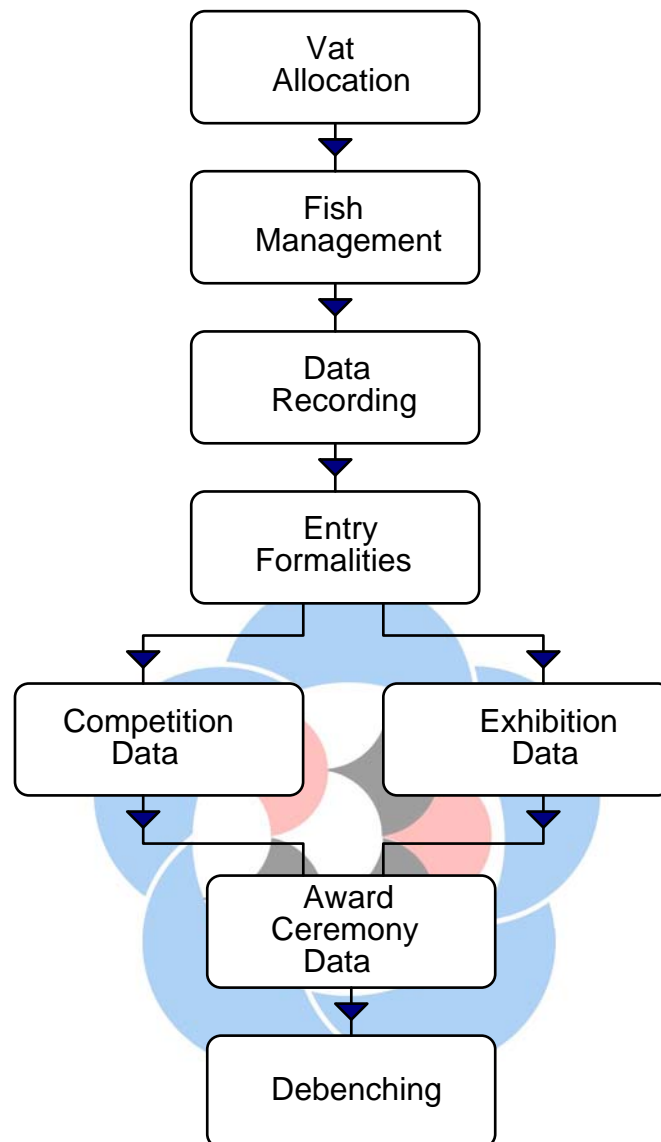 Vat
Allocation
Fish
Management
Data
Recording
Entry
Formalities
Competition
Data
Exhibition
Data
Award
Ceremony
Data
Debenching